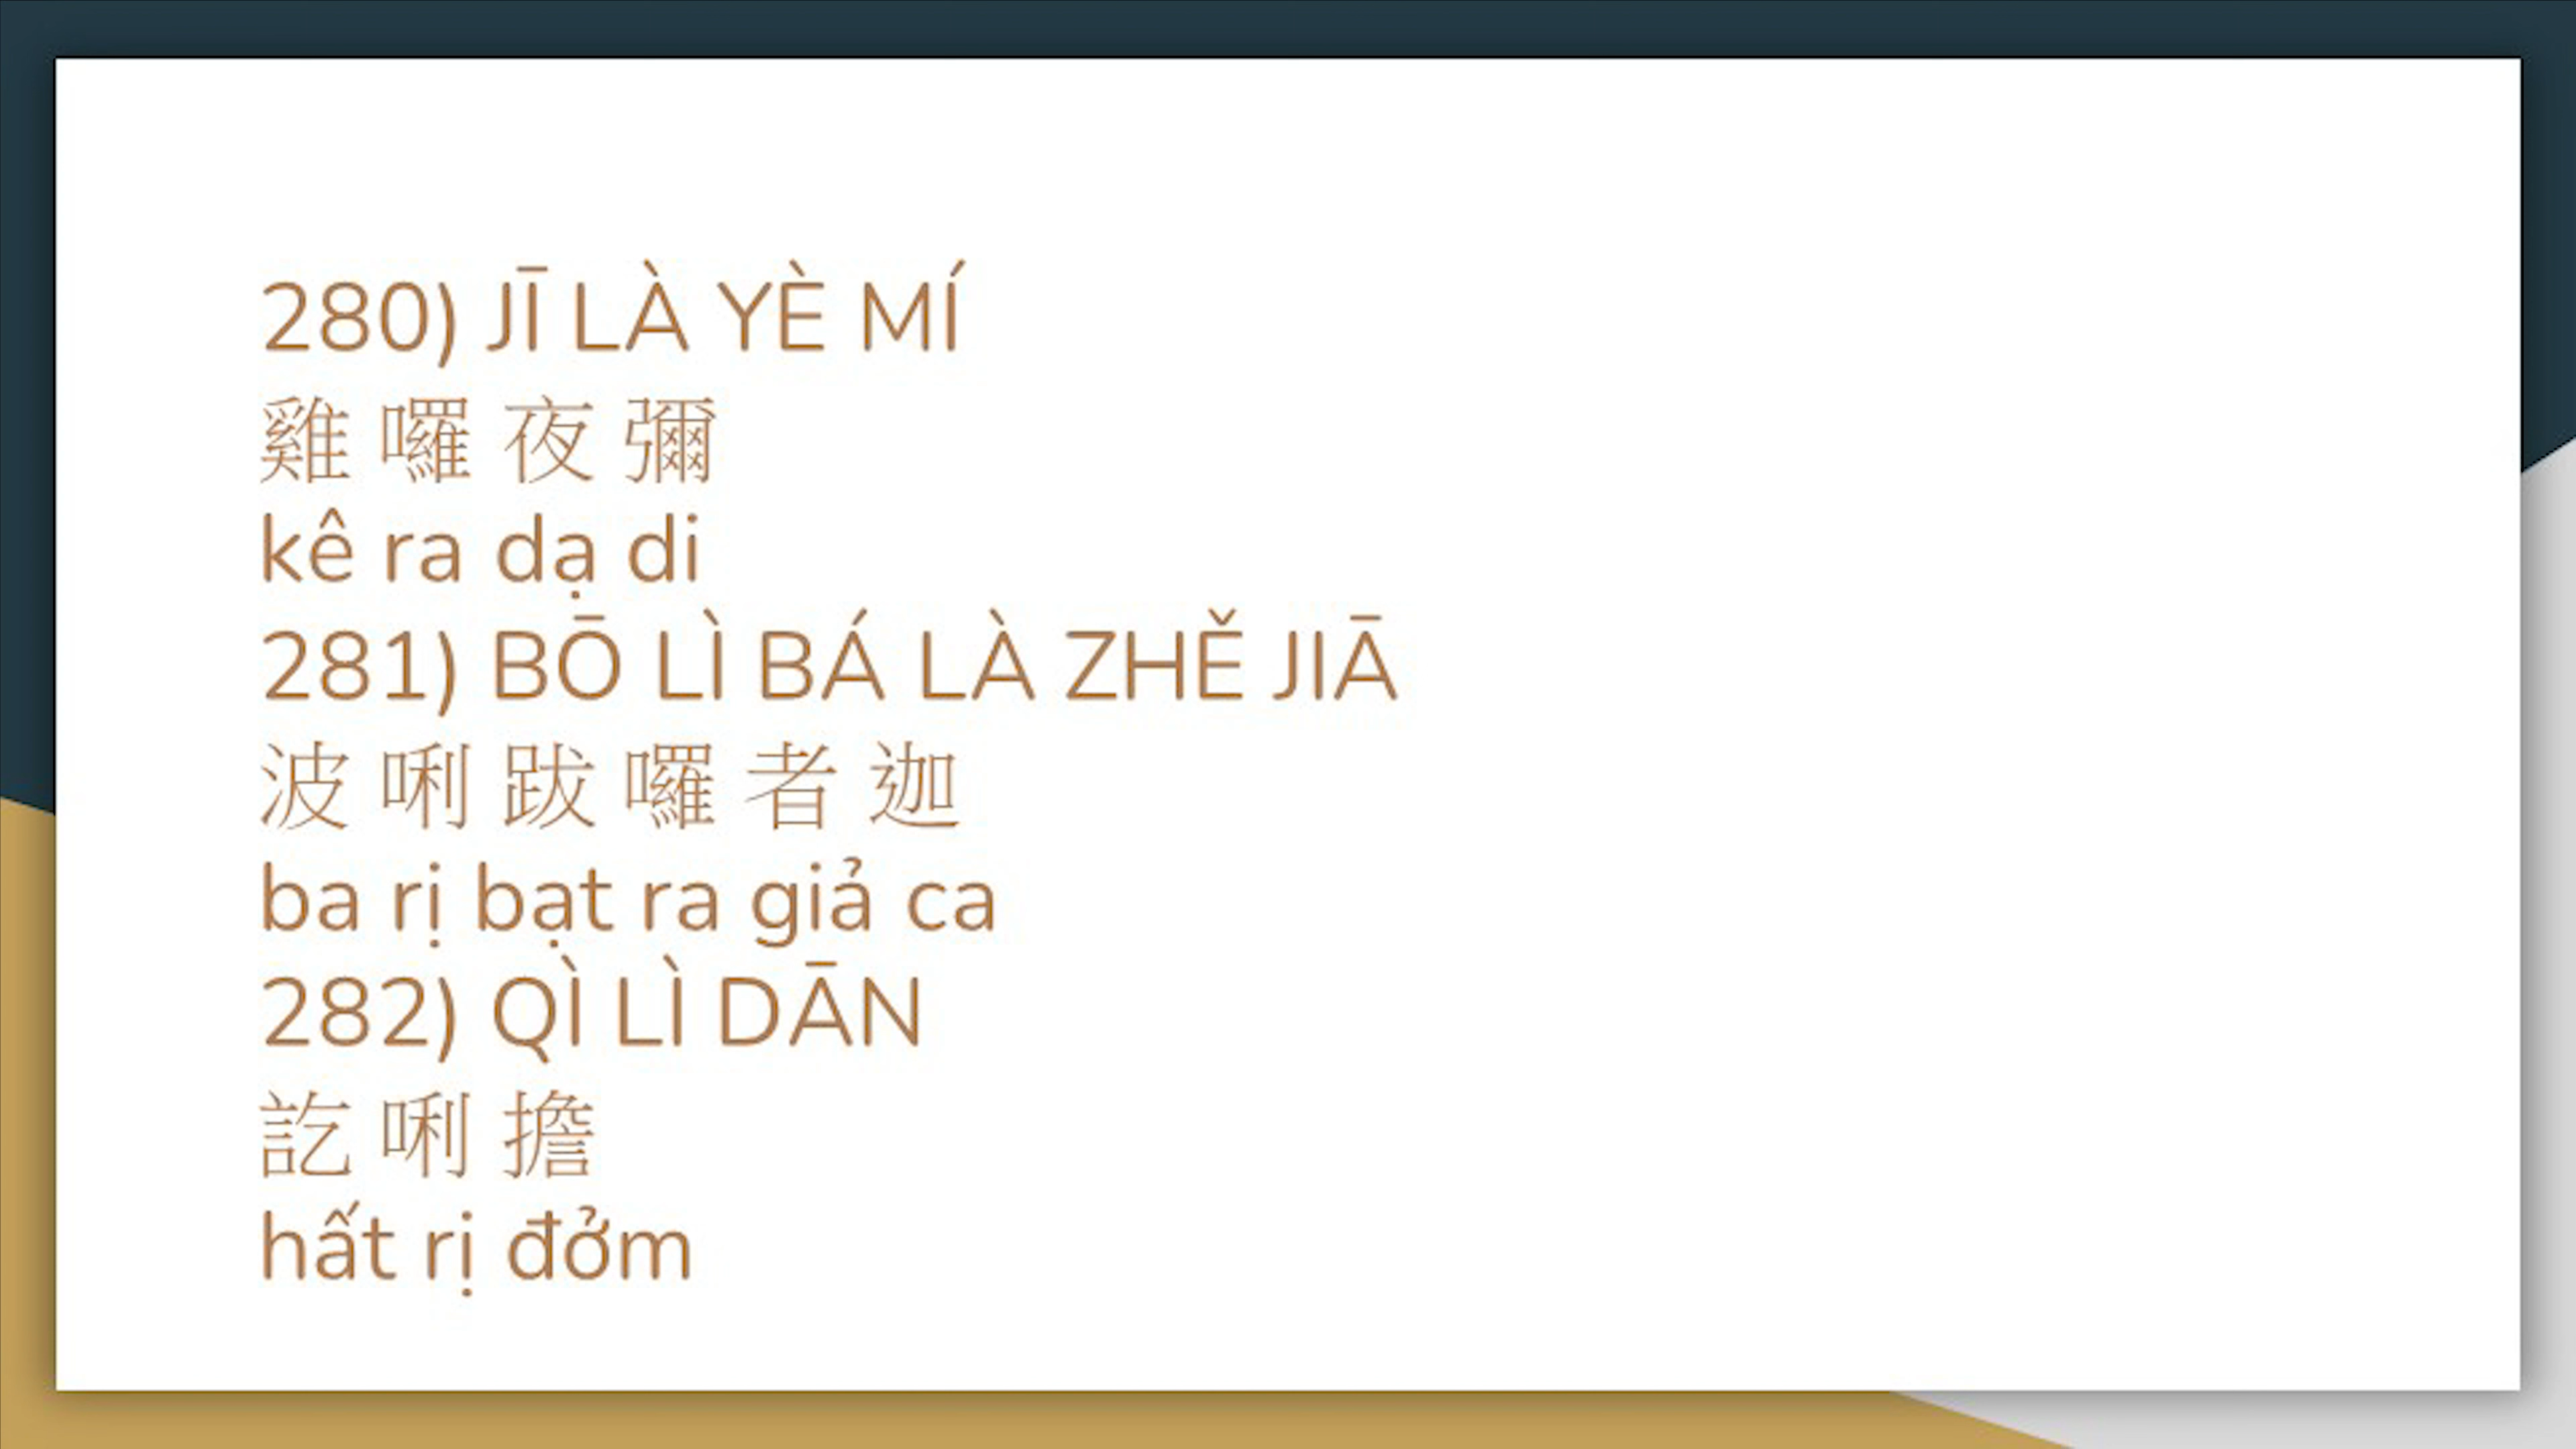 280) JĪ LÀ YÈ MÍ
雞 囉 夜 彌
kê ra dạ di
281) BŌ LÌ BÁ LÀ ZHĚ JIĀ
波 唎 跋 囉 者 迦
ba rị bạt ra giả ca
282) QÌ LÌ DĀN
訖 唎 擔
hất rị đởm